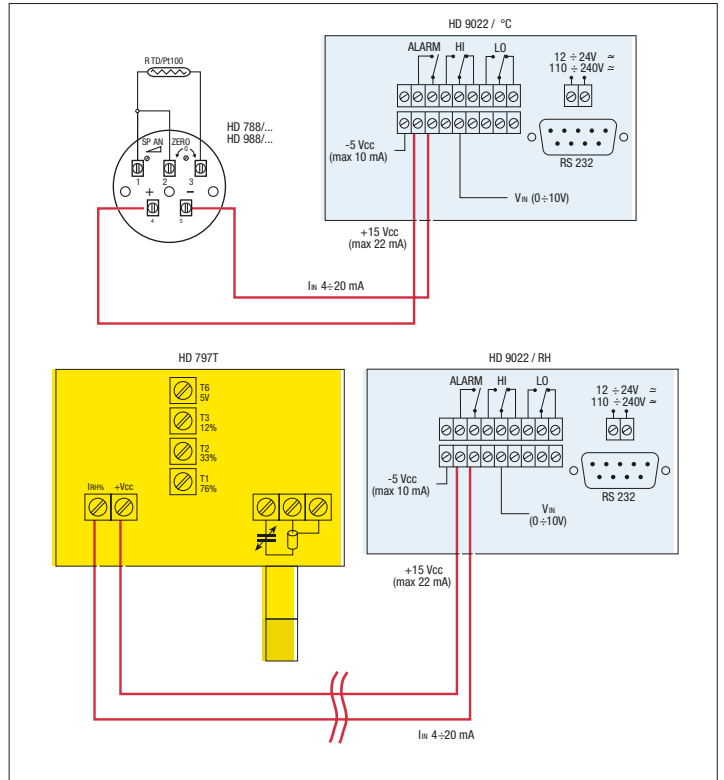 HD 9022 / °C
ALARM HI LO
12 ÷ 24V ≃
110 ÷ 240V ≃
RTD/Pt100
HD 788/...
HD 988/...
SPAN ZERO
0
1 2 3
+ −
4 5
-5 Vcc
(max 10 mA)
RS 232
VIN (0÷10V)
+15 Vcc
(max 22 mA)
IIN 4÷20 mA
HD 797T
T6
5V
T3
12%
T2
33%
T1
76%
IRH% +Vcc
HD 9022 / RH
ALARM HI LO
12 ÷ 24V ≃
110 ÷ 240V ≃
-5 Vcc
(max 10 mA)
RS 232
VIN
(0÷10V)
+15 Vcc
(max 22 mA)
IIN 4÷20 mA